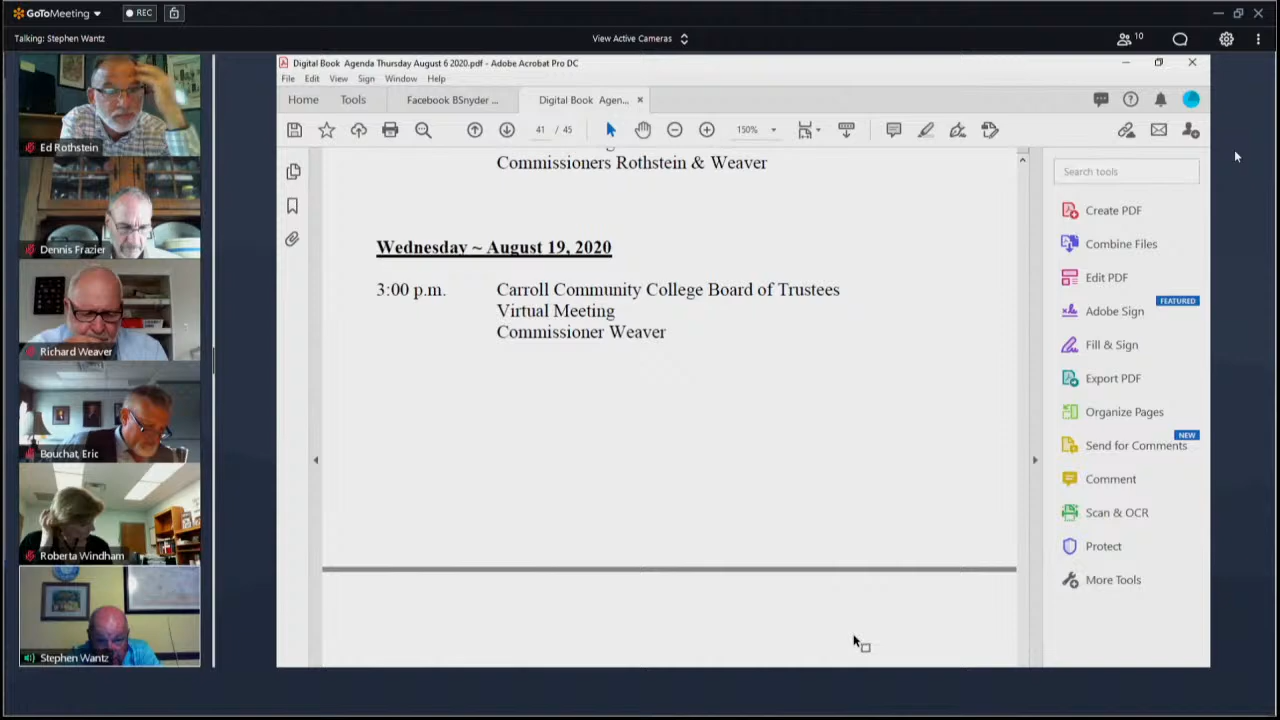 GoToMeeting
REC
Talking: Stephen Wantz
View Active Cameras
10
Ed Rothstein
Dennis Frazier
Richard Weaver
Bouchat, Eric
Roberta Windham
Stephen Wantz
Digital Book Agenda Thursday August 6 2020.pdf - Adobe Acrobat Pro DC
File Edit View Sign Window Help
Home Tools Facebook BSnyder ... Digital Book Agen... ×
41 / 45 150%
Commissioners Rothstein & Weaver
Wednesday ~ August 19, 2020
3:00 p.m. Carroll Community College Board of Trustees
Virtual Meeting
Commissioner Weaver
Search tools
Create PDF
Combine Files
Edit PDF
FEATURED
Adobe Sign
Fill & Sign
Export PDF
Organize Pages
NEW
Send for Comments
Comment
Scan & OCR
Protect
More Tools